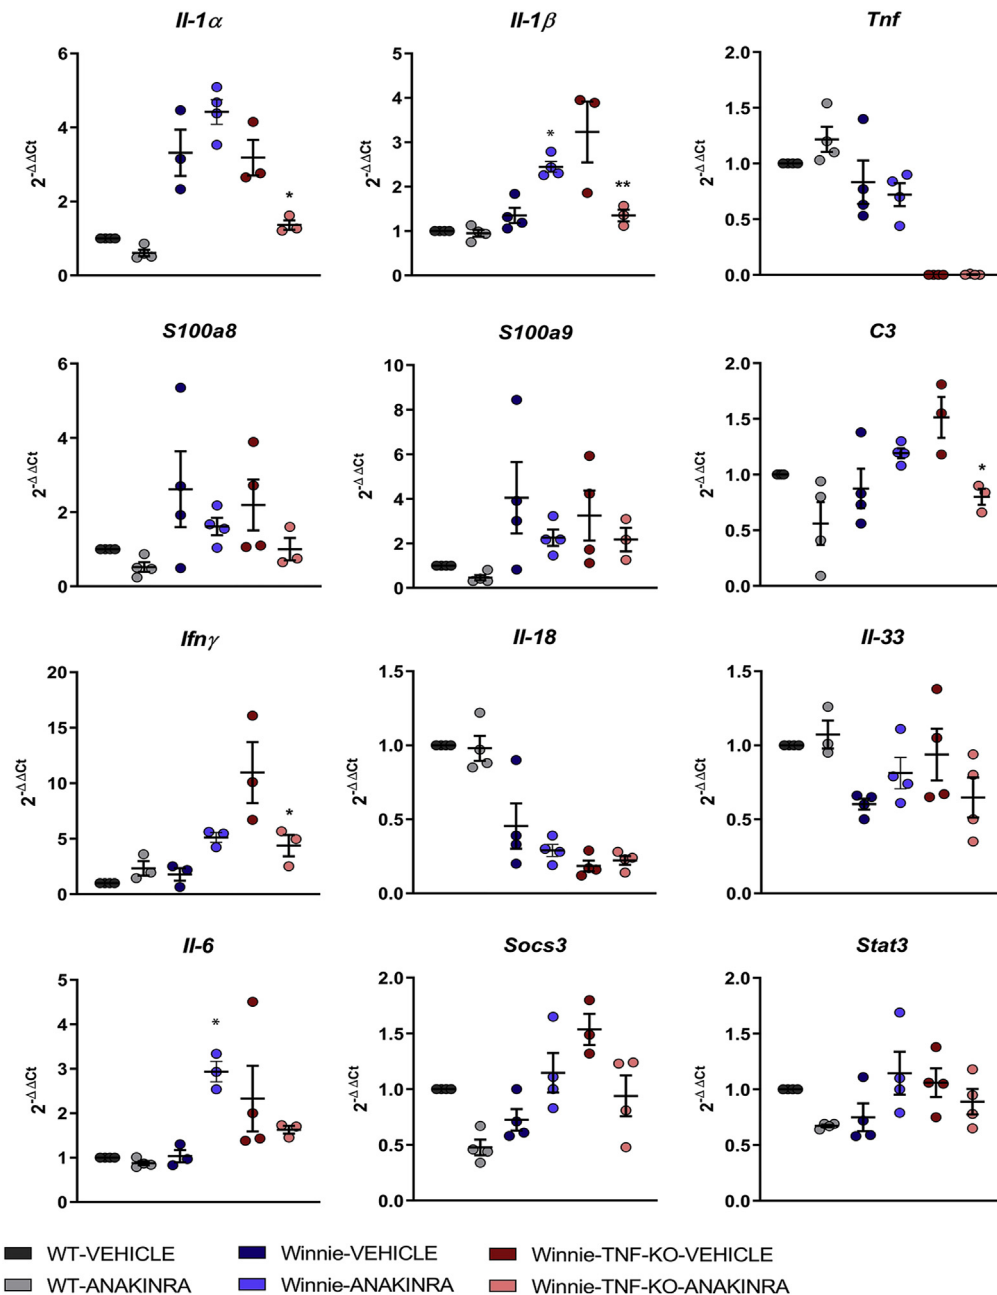 Il-1α
Il-1β
Tnf
6
4
2
0
2-ΔΔCt
5
4
3
2
1
0
2-ΔΔCt
2.0
1.5
1.0
0.5
0.0
2-ΔΔCt
*
*
**
S100a8
S100a9
C3
6
4
2
0
2-ΔΔCt
10
8
6
4
2
0
2-ΔΔCt
2.0
1.5
1.0
0.5
0.0
2-ΔΔCt
*
Ifnγ
Il-18
Il-33
20
15
10
5
0
2-ΔΔCt
*
1.5
1.0
0.5
0.0
2-ΔΔCt
1.5
1.0
0.5
0.0
2-ΔΔCt
Il-6
Socs3
Stat3
5
4
3
2
1
0
2-ΔΔCt
*
2.0
1.5
1.0
0.5
0.0
2-ΔΔCt
2.0
1.5
1.0
0.5
0.0
2-ΔΔCt
WT-VEHICLE
Winnie-VEHICLE
Winnie-TNF-KO-VEHICLE
WT-ANAKINRA
Winnie-ANAKINRA
Winnie-TNF-KO-ANAKINRA